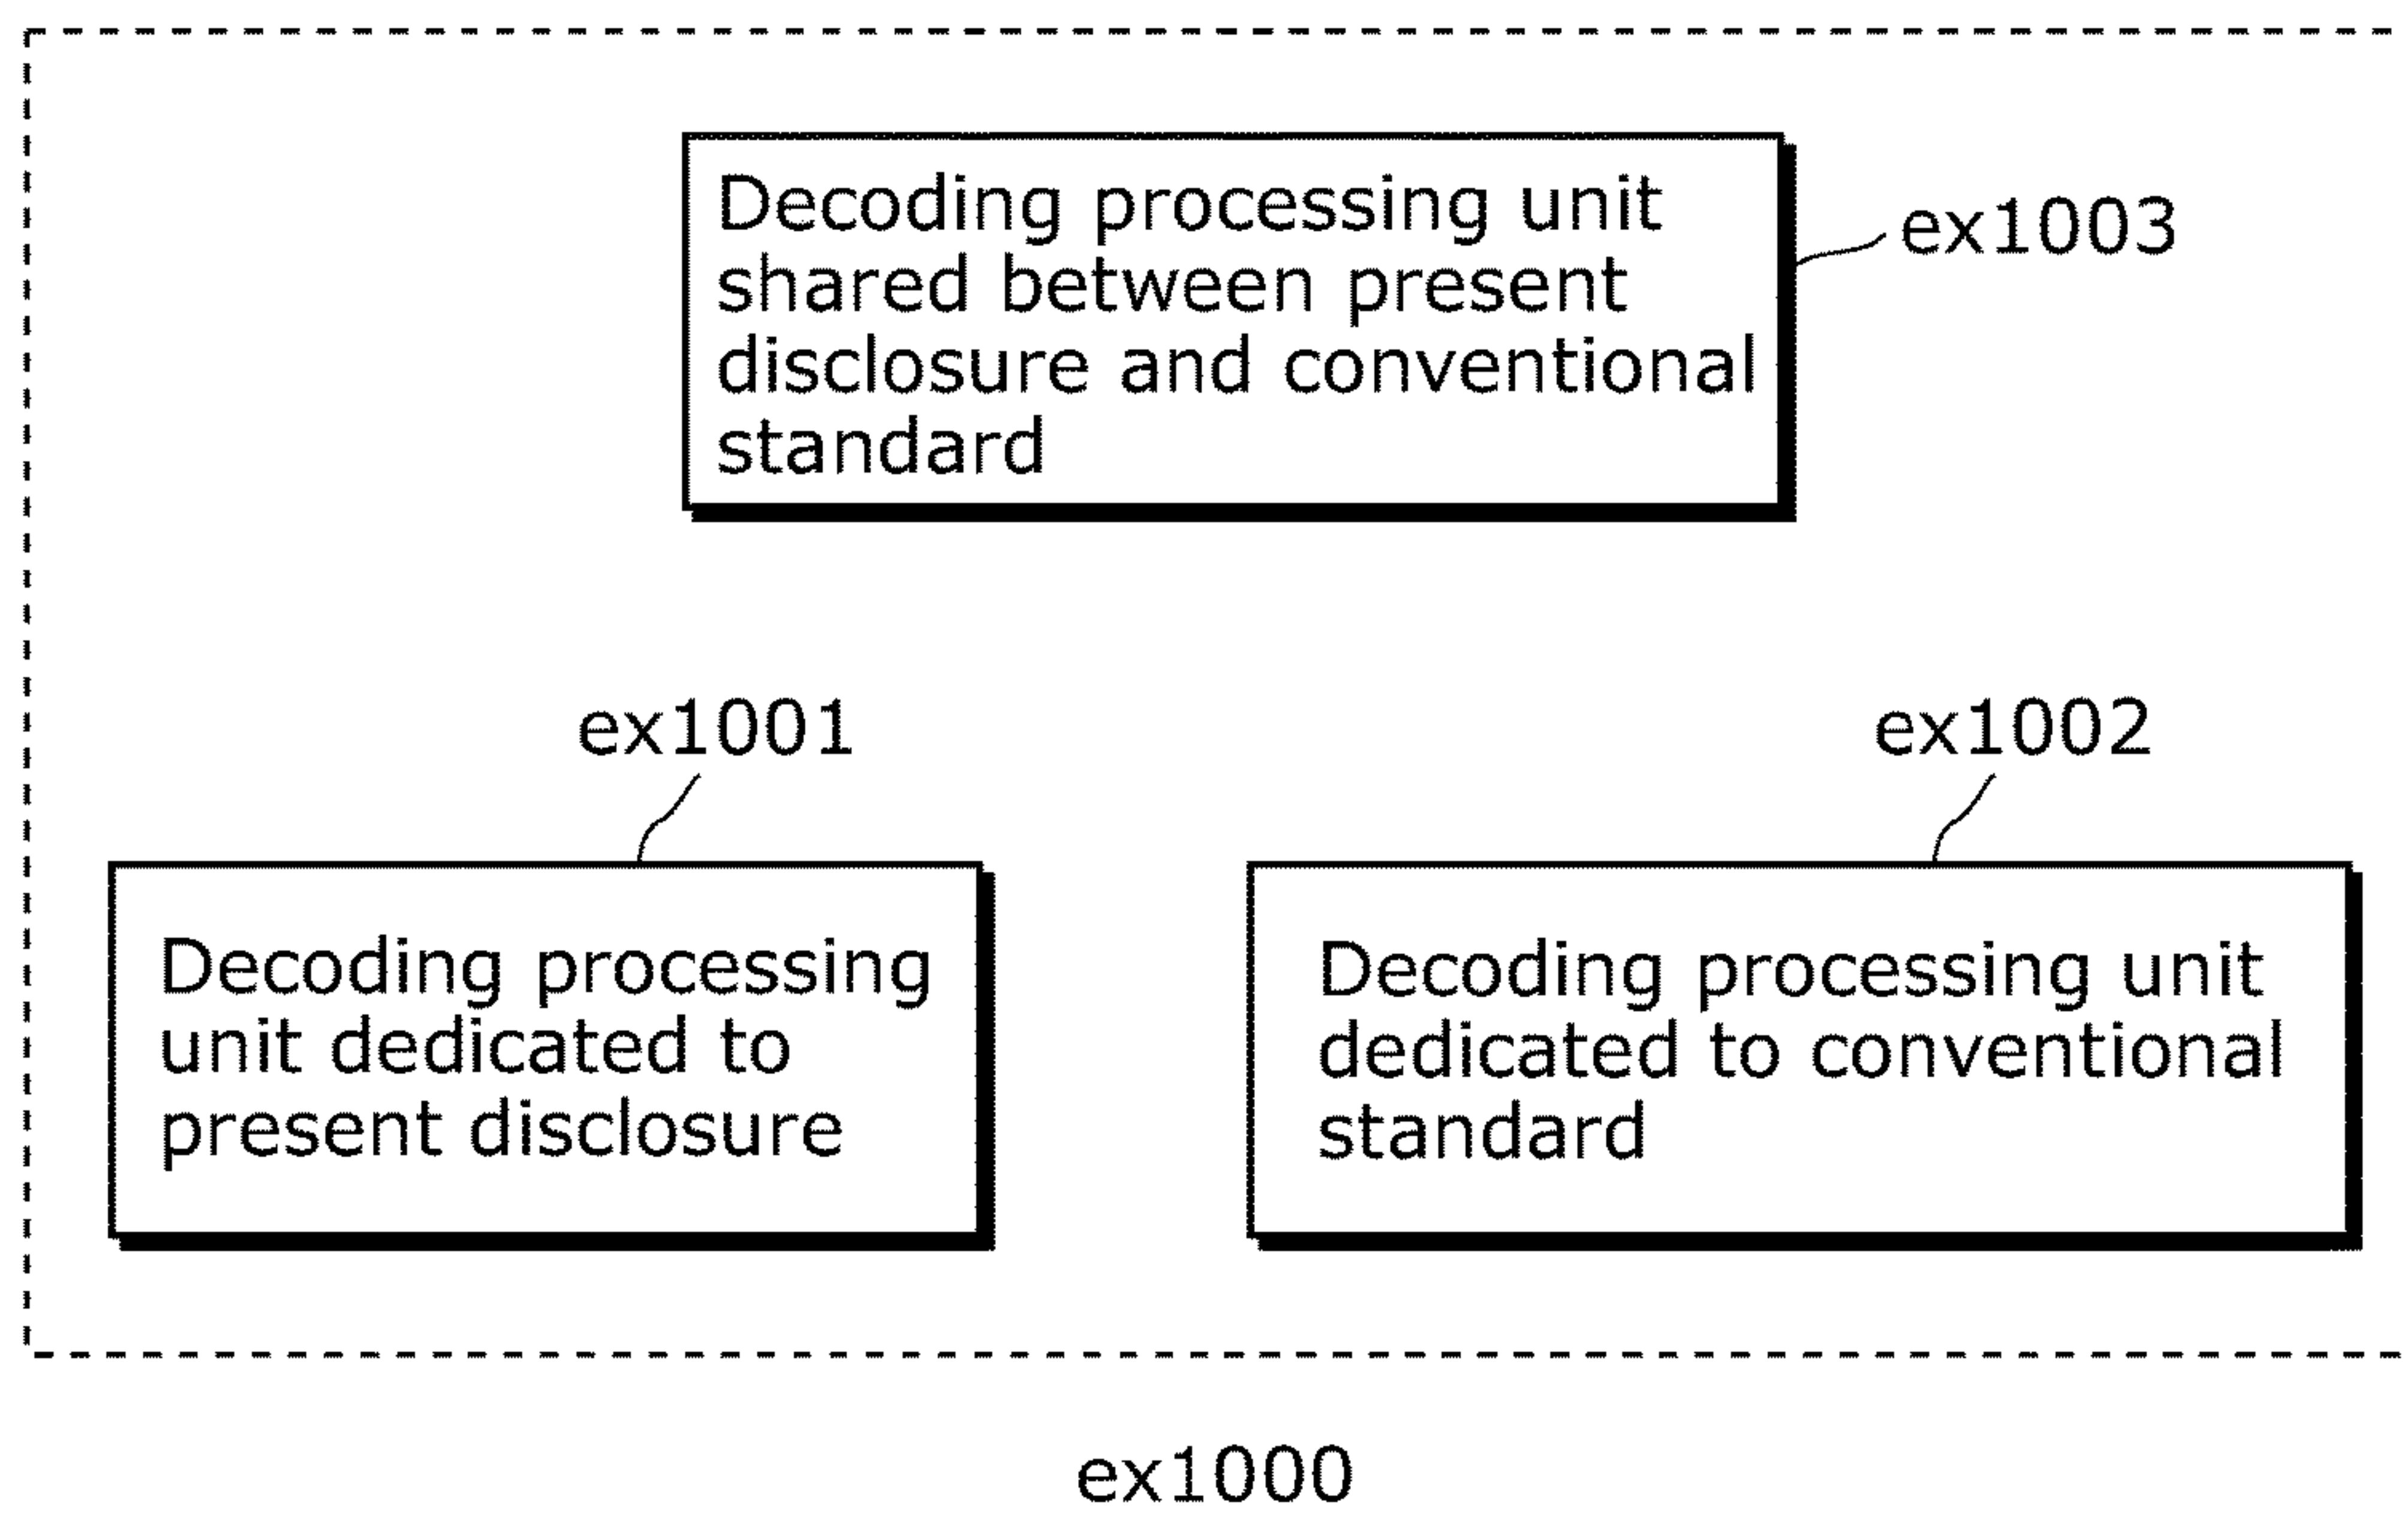 Decoding processing unit
shared between present
disclosure and conventional
standard
ex1003
ex1001
ex1002
Decoding processing
unit dedicated to
present disclosure
Decoding processing unit
dedicated to conventional
standard
ex1000